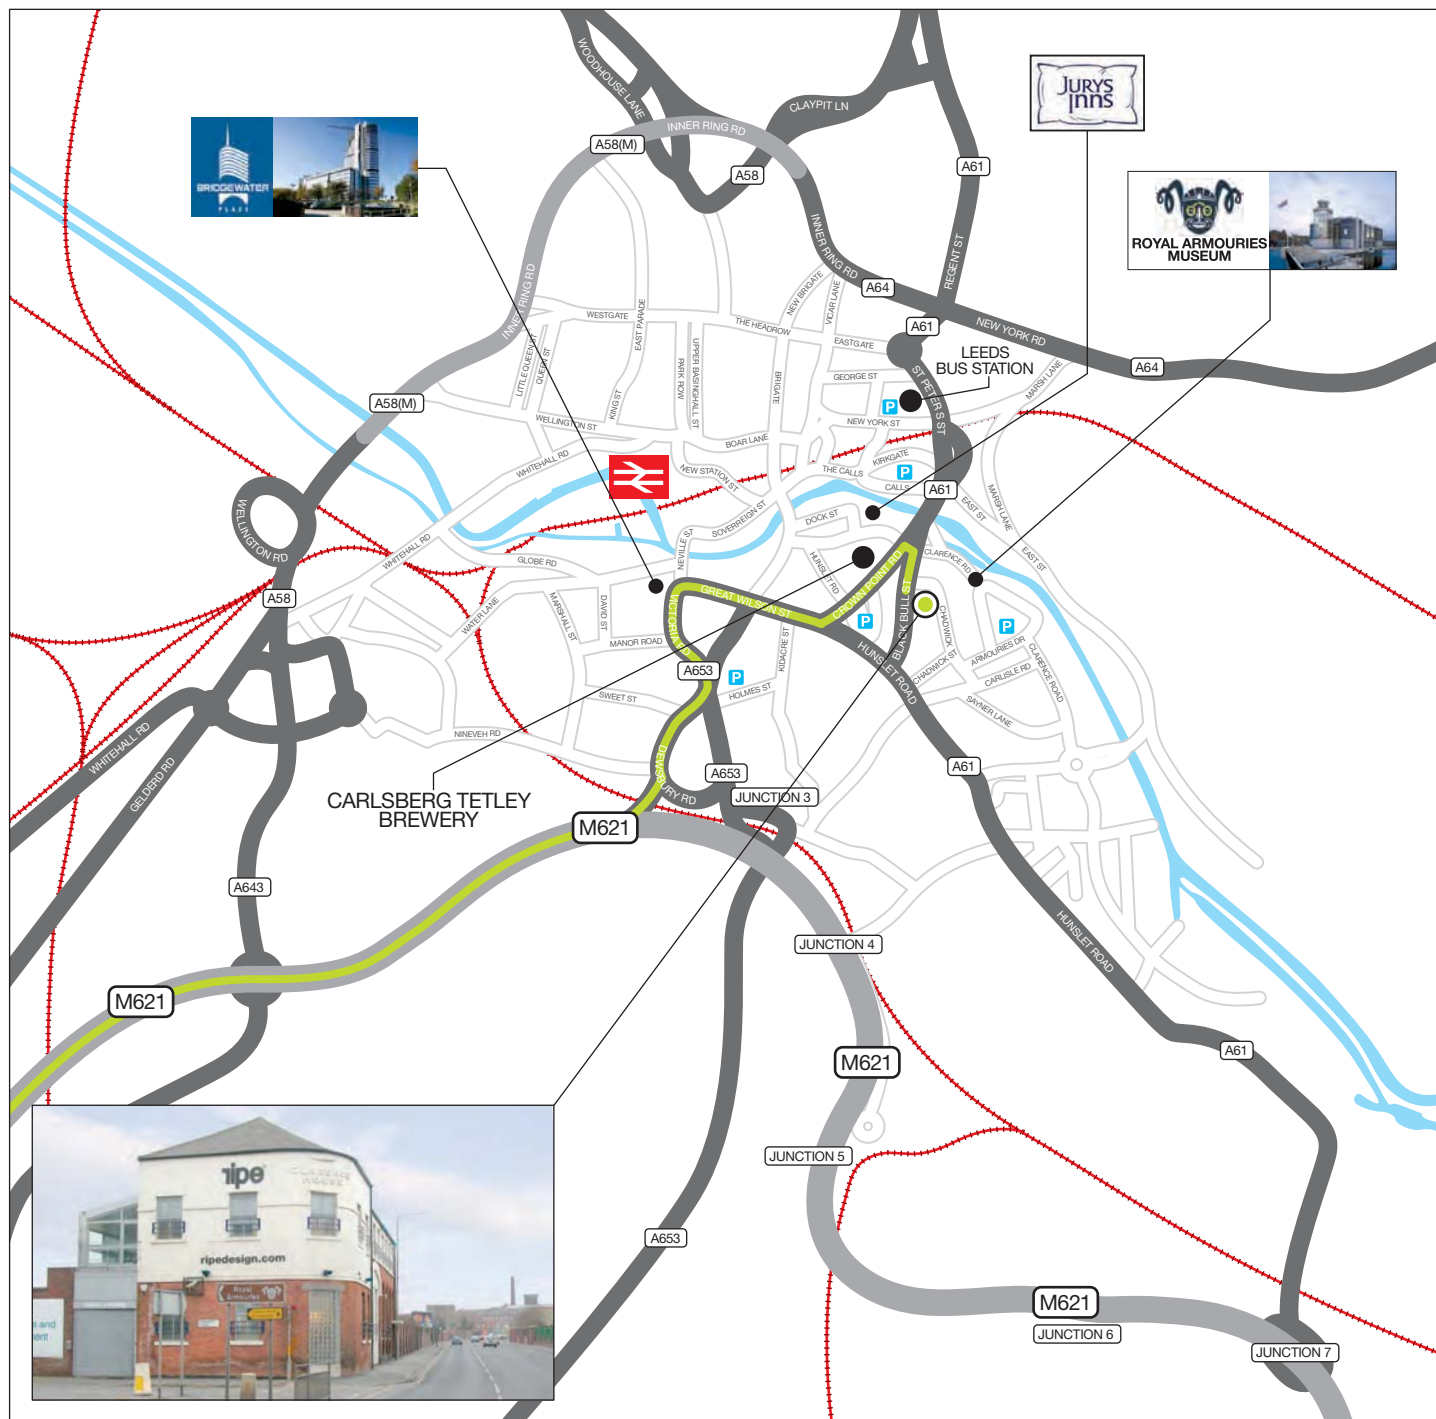 WOODHOUSE LANE
CLAYPIT LN
INNER RING RD
A58(M)
A58
A61
JURYS
INNS
BRIDGEWATER
PLACE
ROYAL ARMOURIES
MUSEUM
INNER RING RD
REGENT ST
A64
INNER RING RD
NEW BRIGATE
VICAR LANE
WESTGATE
EAST PARADE
THE HEADROW
EASTGATE
A61
NEW YORK RD
A64
LEEDS
BUS STATION
LITTLE QUEEN ST
QUEEN ST
PARK ROW
UPPER BASINGHALL ST
BRIGATE
GEORGE ST
ST PETER S ST
MARSH LANE
A58(M)
KING ST
WELLINGTON ST
P
NEW YORK ST
BOAR LANE
WHITEHALL RD
NEW STATION ST
THE CALLS
KIRKGATE
P
CALLS
A61
EAST ST
MARSH LANE
WELLINGTON RD
SOVERREIGN ST
DOCK ST
WHITEHALL RD
GLOBE RD
NEVILLE ST
HUNSLET RD
CLARENCE RD
EAST ST
A58
WATER LANE
MARSHALL ST
DAVID ST
VICTORIA RD
GREAT WILSON ST
CROWN POINT RD
BLACK BULL ST
P
P
CHADWICK
MANOR ROAD
KIDACRE ST
HUNSLET ROAD
CHADWICK ST
ARMOURIES DR
CARLISLE RD
CLARENCE ROAD
A653
P
SWEET ST
HOLMES ST
SAYNER LANE
NINEVEH RD
WHITEHALL RD
GELDERD RD
DEWSBURY RD
A653
A61
JUNCTION 3
CARLSBERG TETLEY
BREWERY
M621
A643
HUNSLET ROAD
JUNCTION 4
M621
M621
A61
JUNCTION 5
ripe
CLARENCE
HOUSE
ripedesign.com
Royal
Armouries
A653
M621
JUNCTION 6
JUNCTION 7